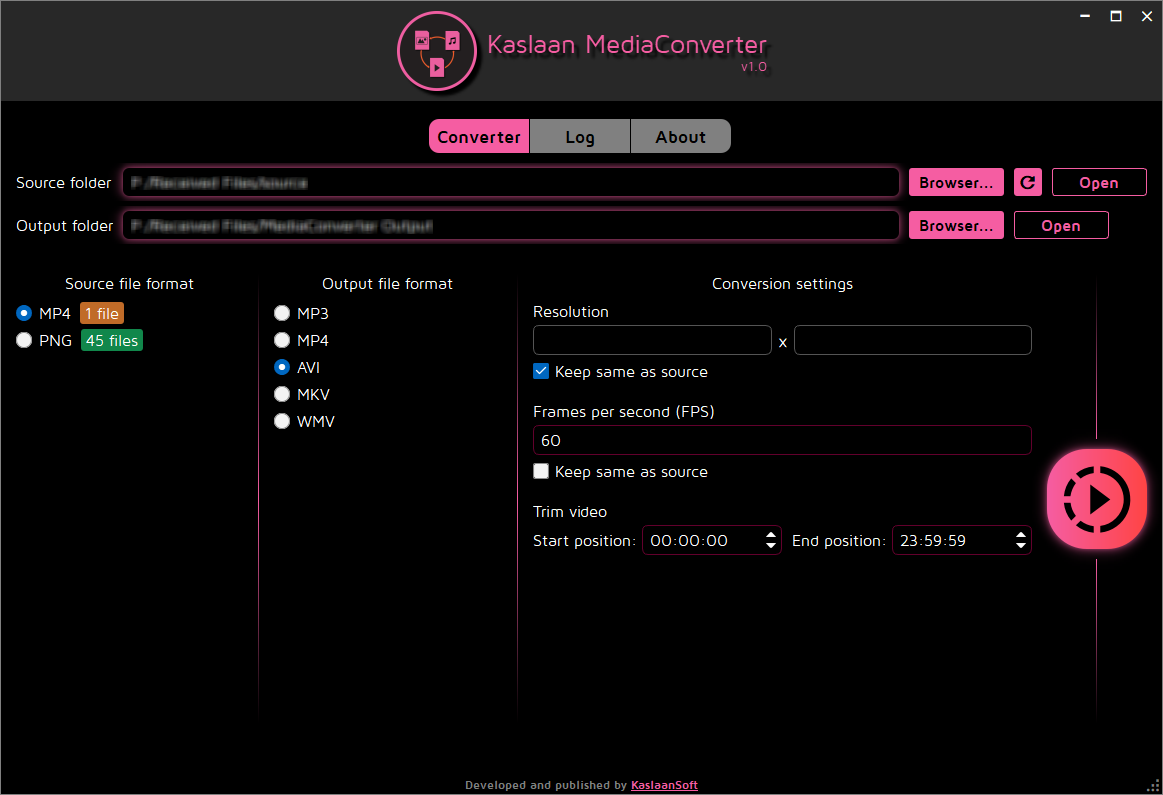 Kaslaan MediaConverter
v1.0
Converter Log About
Source folder Browser... Open
Output folder Browser... Open
Source file format Output file format Conversion settings
MP4 1 file
PNG 45 files
MP3
MP4
AVI
MKV
WMV
Resolution
x
Keep same as source
Frames per second (FPS)
60
Keep same as source
Trim video
Start position: 00:00:00 End position: 23:59:59
Developed and published by KaslaanSoft